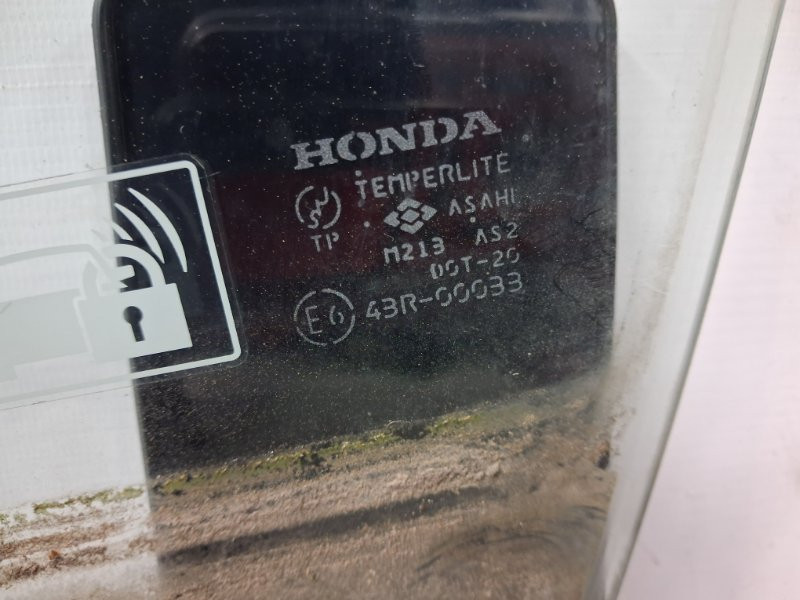 HONDA
TEMPERLITE
ASAHI
TP
M213 AS2
DOT-20
E6 43R-00033